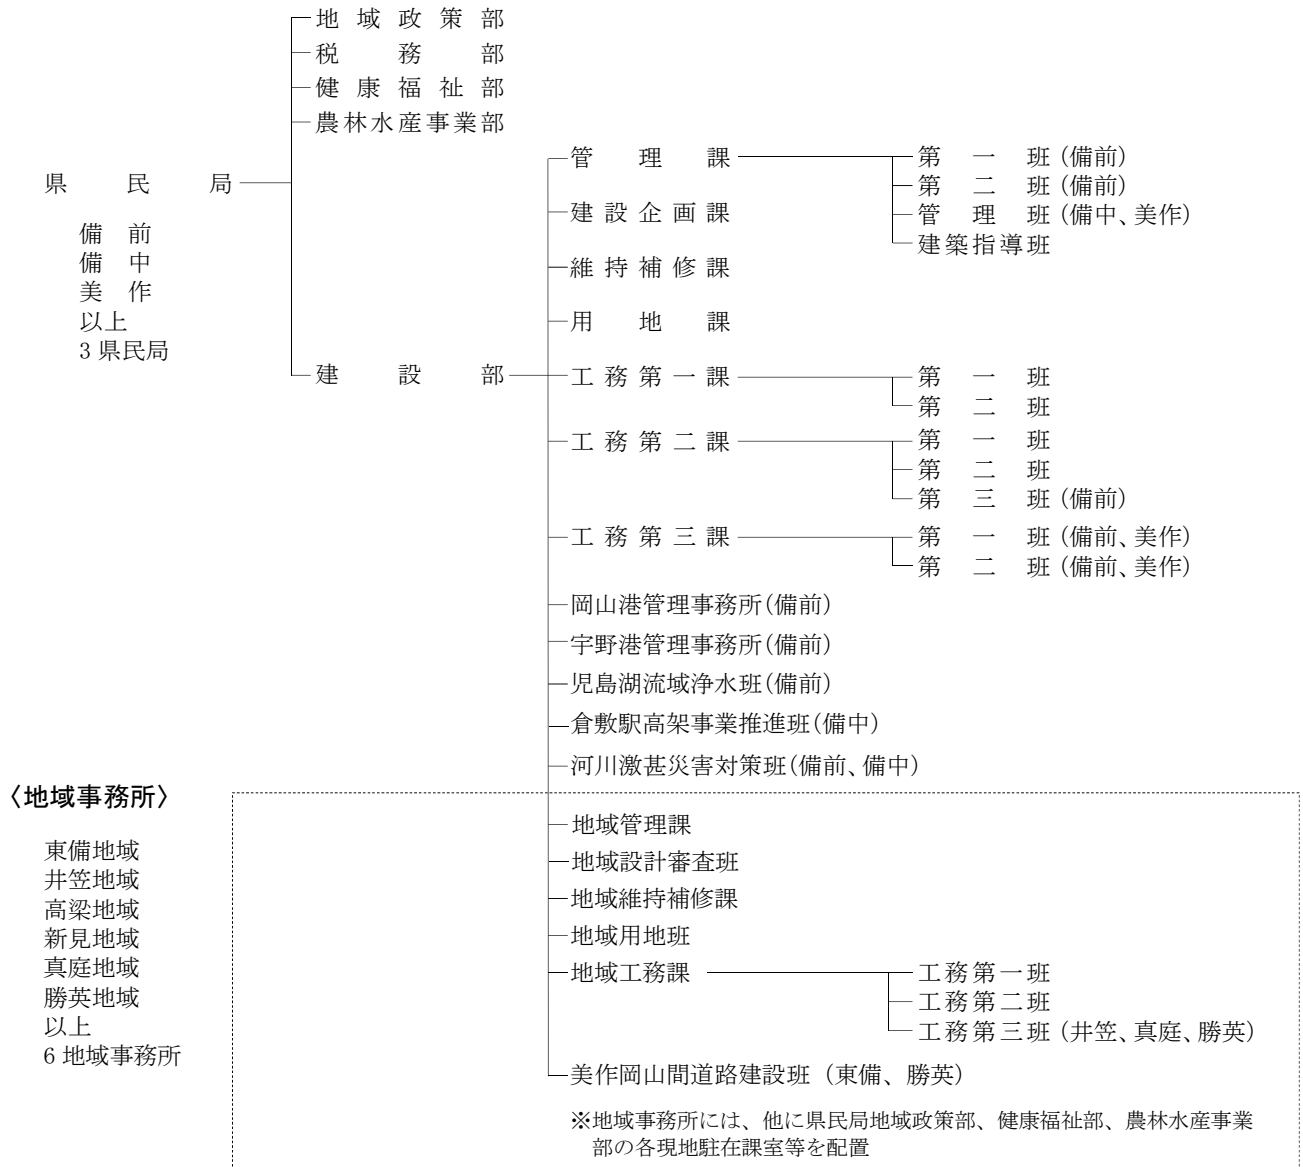 地域政策部
税務部
健康福祉部
農林水産事業部
県民局
備前
備中
美作
以上
3県民局
建設部
管理課
第一班(備前)
第二班(備前)
管理班(備中、美作)
建築指導班
建設企画課
維持補修課
用地課
工務第一課
第一班
第二班
工務第二課
第一班
第二班
第三班(備前)
工務第三課
第一班(備前、美作)
第二班(備前、美作)
岡山港管理事務所(備前)
宇野港管理事務所(備前)
児島湖流域浄水班(備前)
倉敷駅高架事業推進班(備中)
河川激甚災害対策班(備前、備中)
〈地域事務所〉
東備地域
井笠地域
高梁地域
新見地域
真庭地域
勝英地域
以上
6地域事務所
地域管理課
地域設計審査班
地域維持補修課
地域用地班
地域工務課
工務第一班
工務第二班
工務第三班(井笠、真庭、勝英)
美作岡山間道路建設班(東備、勝英)
※地域事務所には、他に県民局地域政策部、健康福祉部、農林水産事業
部の各現地駐在課室等を配置